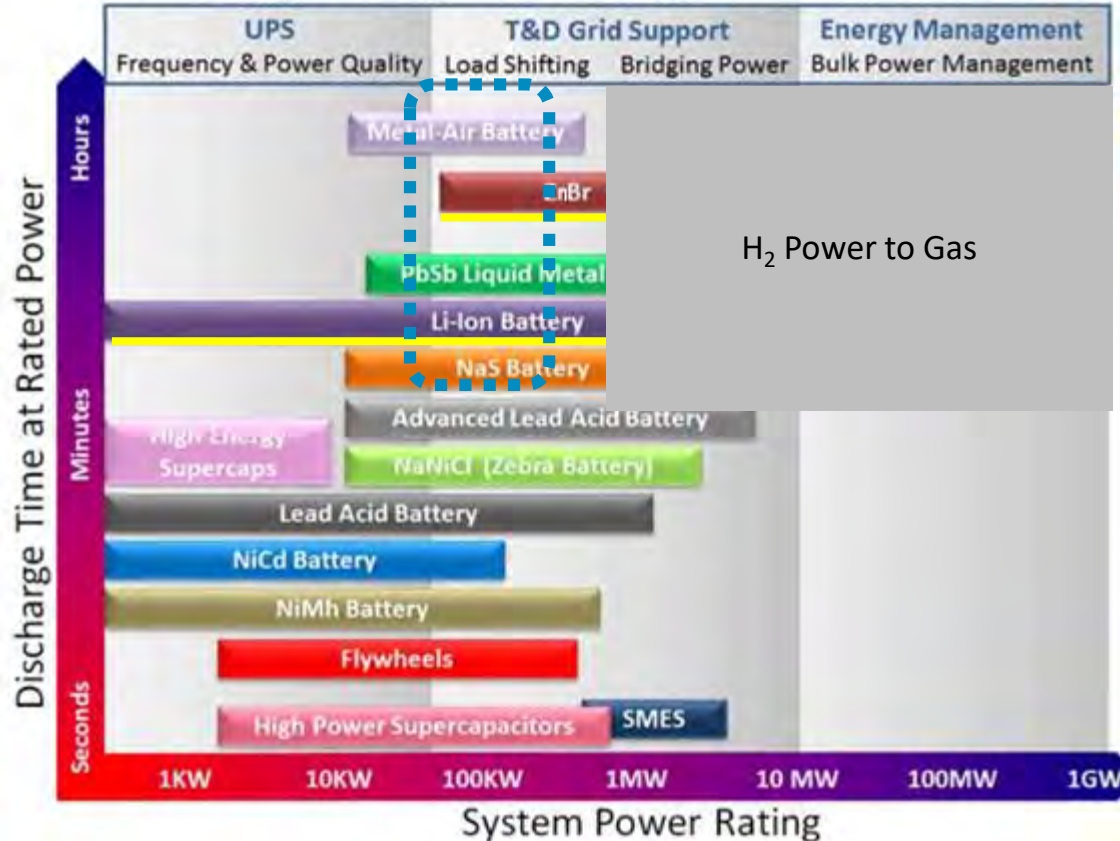 UPS
T&D Grid Support
Energy Management
Frequency & Power Quality
Load Shifting
Bridging Power
Bulk Power Management
Discharge Time at Rated Power
Hours
Minutes
Seconds
Metal-Air Battery
ZnBr
H₂ Power to Gas
PbSb Liquid Metal
Li-Ion Battery
NaS Battery
Advanced Lead Acid Battery
High Energy
Supercaps
NaNiCl (Zebra Battery)
Lead Acid Battery
NiCd Battery
NiMh Battery
Flywheels
High Power Supercapacitors
SMES
1KW
10KW
100KW
1MW
10 MW
100MW
1GW
System Power Rating